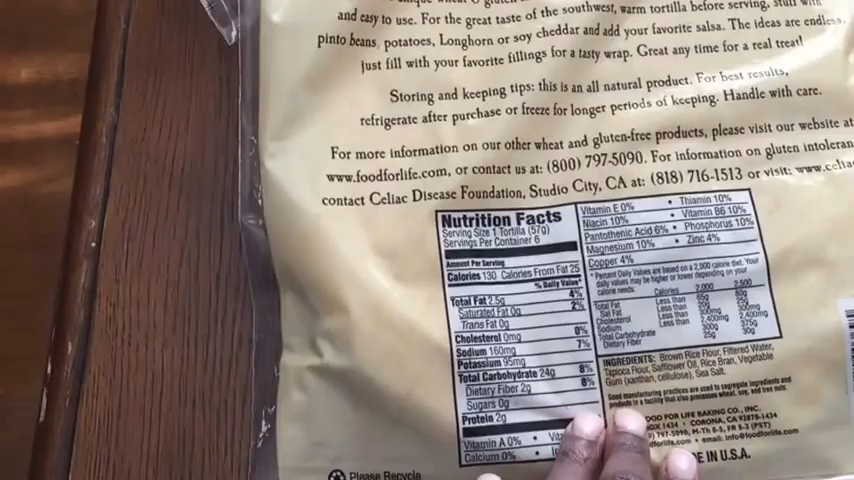 and easy to use. For the great taste of the southwest, warm tortilla before serving, stuff with
pinto beans, potatoes, Longhorn or soy cheddar and add your favorite salsa. The ideas are endless,
just fill with your favorite fillings for a tasty wrap. Great any time for a real treat!
Storing and keeping tips: this is an all natural product. For best results,
refrigerate after purchase or freeze for longer periods of keeping. Handle with care.
For more information on our other wheat and gluten-free products, please visit our website at
www.foodforlife.com, or contact us at: (800) 797-5090. For information on gluten
contact Celiac Disease Foundation, Studio City, CA at: (818) 716-1513 or visit:
Nutrition Facts
Serving Size 1 Tortilla (57g)
Servings Per Container 6
Amount Per Serving
Calories 130 Calories From Fat 25
% Daily Value*
Total Fat 2.5g 4%
Saturated Fat 0g 2%
Trans Fat 0g
Cholesterol 0mg 0%
Sodium 160mg 7%
Potassium 95mg
Total Carbohydrate 24g 8%
Dietary Fiber 2g 8%
Sugars 0g
Protein 2g
Vitamin A 0% •
Calcium 0% •
Vitamin E 0% • Thiamin 10%
Niacin 10% • Vitamin B6 10%
Pantothenic Acid 6% • Phosphorus 10%
Magnesium 10% • Zinc 4%
Copper 4%
* Percent Daily Values are based on a 2,000 calorie diet. Your
daily values may be higher or lower depending on your
calorie needs:
Calories 2,000 2,500
Total Fat Less than 65g 80g
Sat Fat Less than 20g 25g
Cholesterol Less than 300mg 300mg
Sodium Less than 2,400mg 2,400mg
Total Carbohydrate 300g 375g
Dietary Fiber 25g 30g
INGREDIENTS: Brown Rice Flour, Filtered Water,
Tapioca Flour, Safflower Oil, Rice Bran, Vegetable
Gum (xanthan, cellulose), Sea Salt.
Good manufacturing practices are used to segregate ingredients and
products in a facility that also processes wheat, soy, and tree nuts.
OOD FOR LIFE BAKING CO., INC.
OX 1434 • CORONA, CA 92878-1434
797-5090, M-Th 8-5, FR 8-2 (PST)
dforlife.com • email: info@foodforlife.com
E IN U.S.A.
Please Recycle